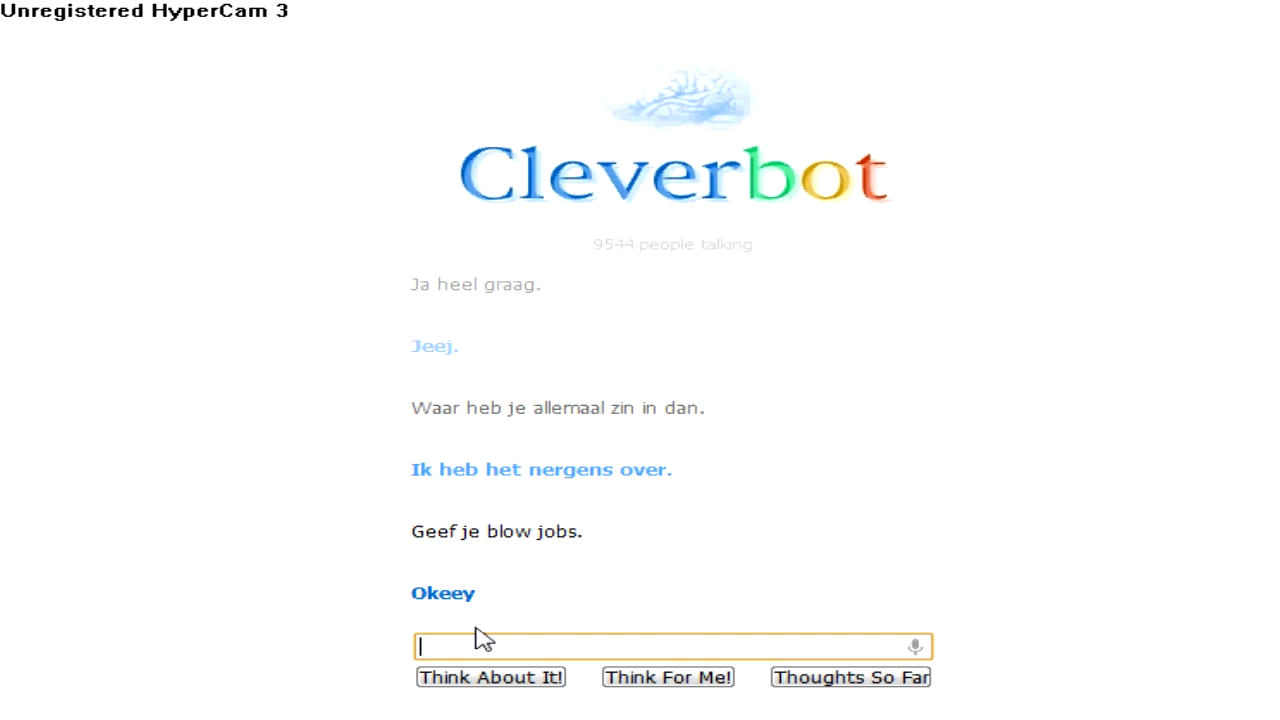 Unregistered HyperCam 3
Cleverbot
9544 people talking
Ja heel graag.
Jeej.
Waar heb je allemaal zin in dan.
Ik heb het nergens over.
Geef je blow jobs.
Okeey
Think About It! Think For Me! Thoughts So Far